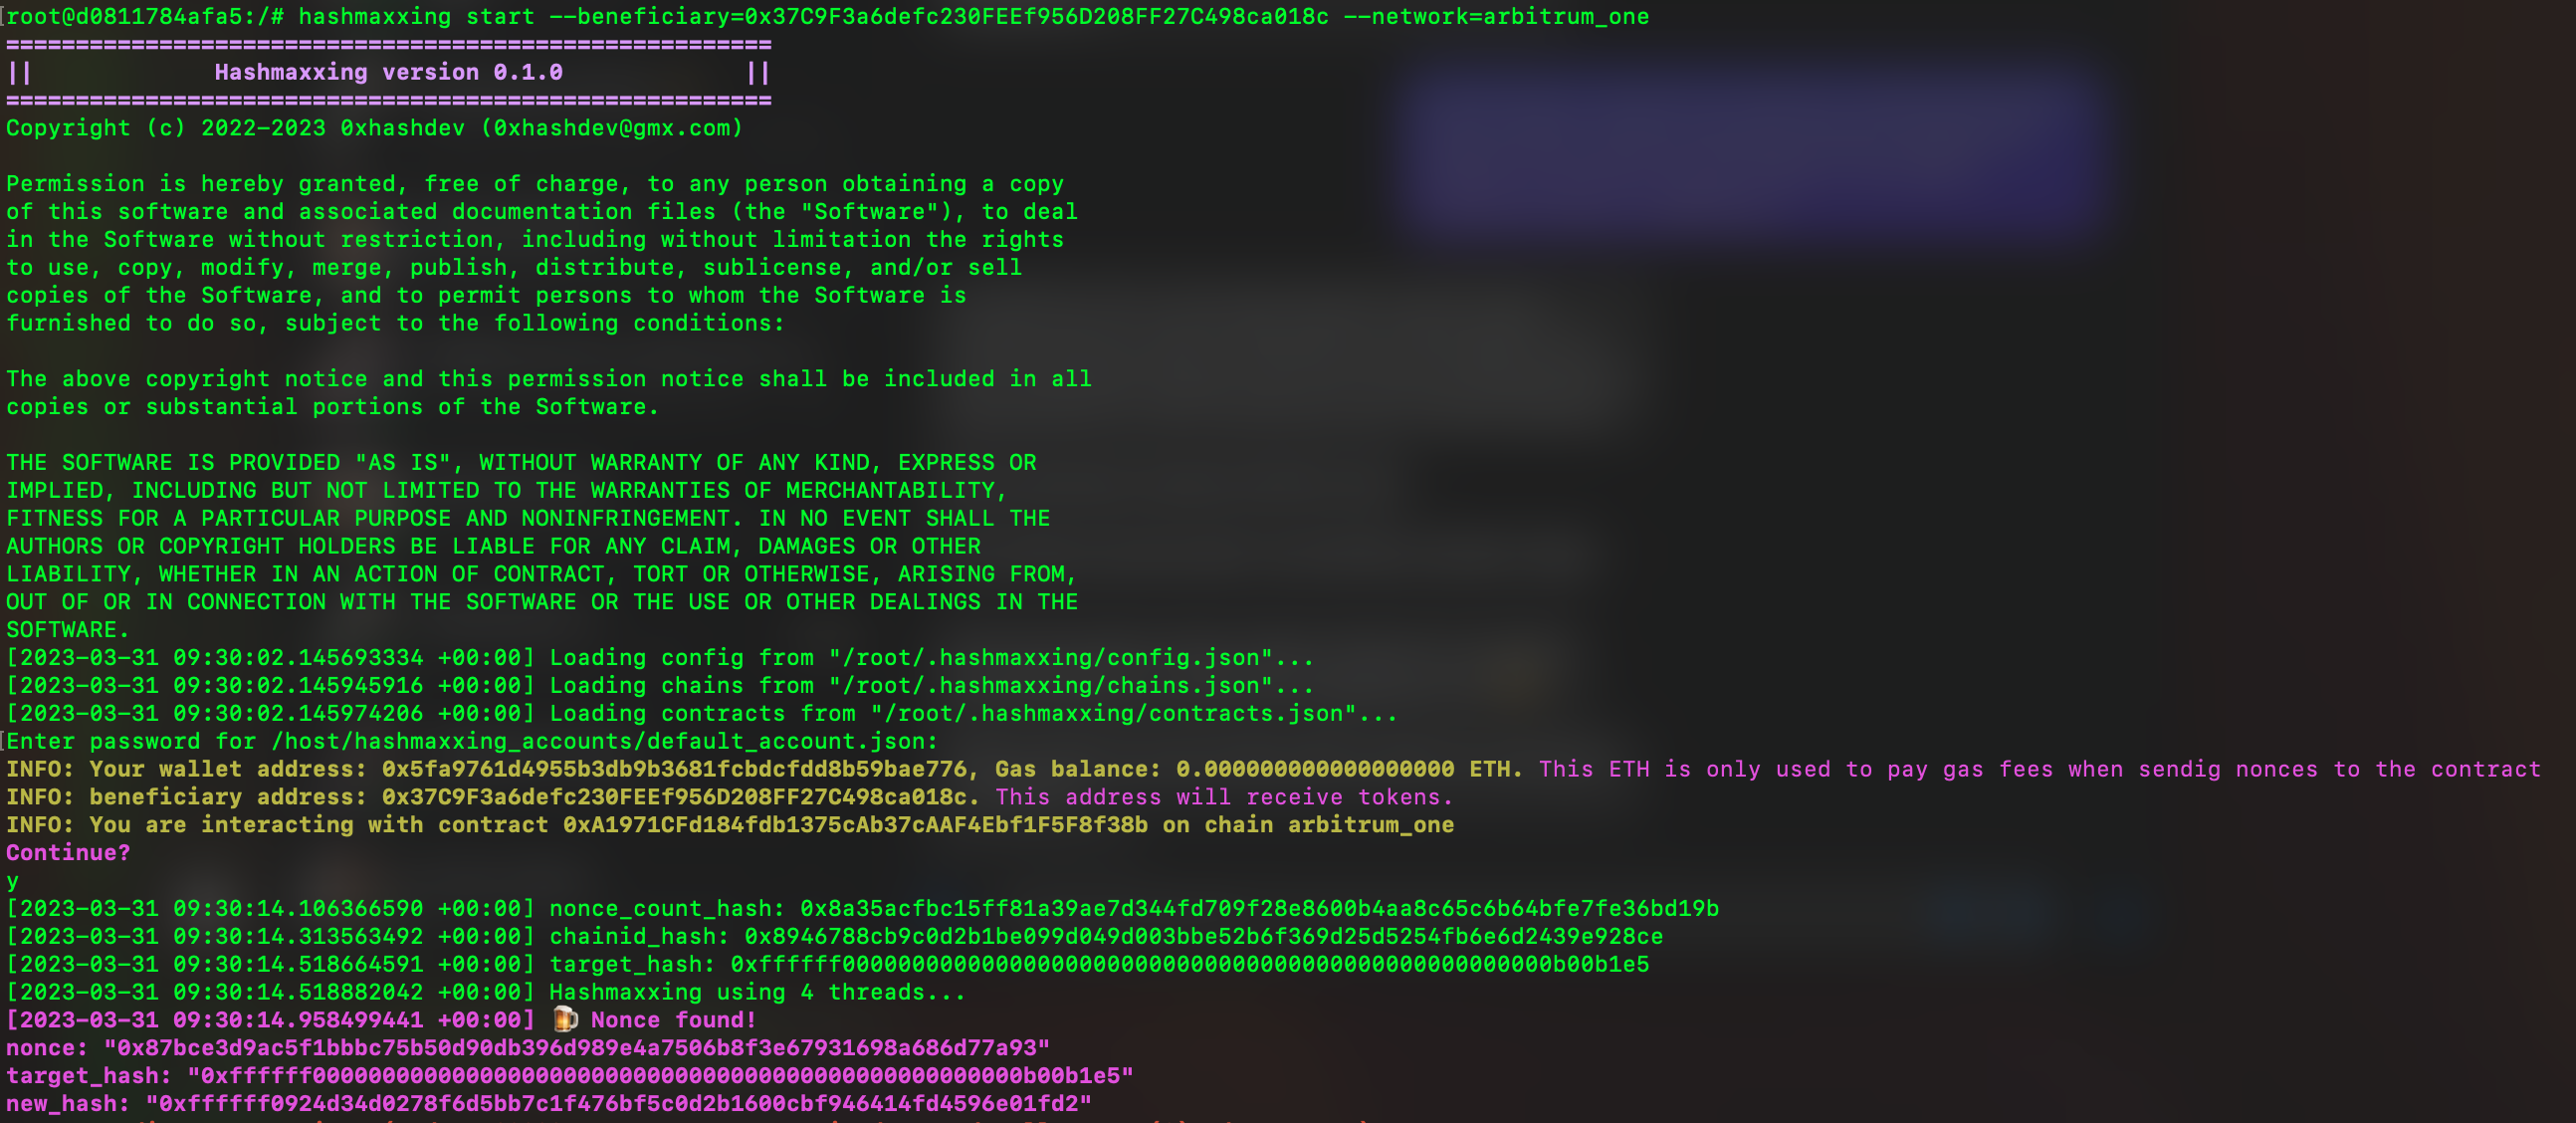 root@d0811784afa5:/# hashmaxxing start --beneficiary=0x37C9F3a6defc230FEEf956D208FF27C498ca018c --network=arbitrum_one
=======================================================
||             Hashmaxxing version 0.1.0             ||
=======================================================
Copyright (c) 2022-2023 0xhashdev (0xhashdev@gmx.com)
Permission is hereby granted, free of charge, to any person obtaining a copy
of this software and associated documentation files (the "Software"), to deal
in the Software without restriction, including without limitation the rights
to use, copy, modify, merge, publish, distribute, sublicense, and/or sell
copies of the Software, and to permit persons to whom the Software is
furnished to do so, subject to the following conditions:
The above copyright notice and this permission notice shall be included in all
copies or substantial portions of the Software.
THE SOFTWARE IS PROVIDED "AS IS", WITHOUT WARRANTY OF ANY KIND, EXPRESS OR
IMPLIED, INCLUDING BUT NOT LIMITED TO THE WARRANTIES OF MERCHANTABILITY,
FITNESS FOR A PARTICULAR PURPOSE AND NONINFRINGEMENT. IN NO EVENT SHALL THE
AUTHORS OR COPYRIGHT HOLDERS BE LIABLE FOR ANY CLAIM, DAMAGES OR OTHER
LIABILITY, WHETHER IN AN ACTION OF CONTRACT, TORT OR OTHERWISE, ARISING FROM,
OUT OF OR IN CONNECTION WITH THE SOFTWARE OR THE USE OR OTHER DEALINGS IN THE
SOFTWARE.
[2023-03-31 09:30:02.145693334 +00:00] Loading config from "/root/.hashmaxxing/config.json"...
[2023-03-31 09:30:02.145945916 +00:00] Loading chains from "/root/.hashmaxxing/chains.json"...
[2023-03-31 09:30:02.145974206 +00:00] Loading contracts from "/root/.hashmaxxing/contracts.json"...
Enter password for /host/hashmaxxing_accounts/default_account.json:
INFO: Your wallet address: 0x5fa9761d4955b3db9b3681fcbdcfdd8b59bae776, Gas balance: 0.000000000000000000 ETH. This ETH is only used to pay gas fees when sendig nonces to the contract
INFO: beneficiary address: 0x37C9F3a6defc230FEEf956D208FF27C498ca018c. This address will receive tokens.
INFO: You are interacting with contract 0xA1971CFd184fdb1375cAb37cAAF4Ebf1F5F8f38b on chain arbitrum_one
Continue?
y
[2023-03-31 09:30:14.106366590 +00:00] nonce_count_hash: 0x8a35acfbc15ff81a39ae7d344fd709f28e8600b4aa8c65c6b64bfe7fe36bd19b
[2023-03-31 09:30:14.313563492 +00:00] chainid_hash: 0x8946788cb9c0d2b1be099d049d003bbe52b6f369d25d5254fb6e6d2439e928ce
[2023-03-31 09:30:14.518664591 +00:00] target_hash: 0xffffff000000000000000000000000000000000000000000000000000b00b1e5
[2023-03-31 09:30:14.518882042 +00:00] Hashmaxxing using 4 threads...
[2023-03-31 09:30:14.958499441 +00:00] 🍺 Nonce found!
nonce: "0x87bce3d9ac5f1bbbc75b50d90db396d989e4a7506b8f3e67931698a686d77a93"
target_hash: "0xffffff000000000000000000000000000000000000000000000000000b00b1e5"
new_hash: "0xffffff0924d34d0278f6d5bb7c1f476bf5c0d2b1600cbf946414fd4596e01fd2"